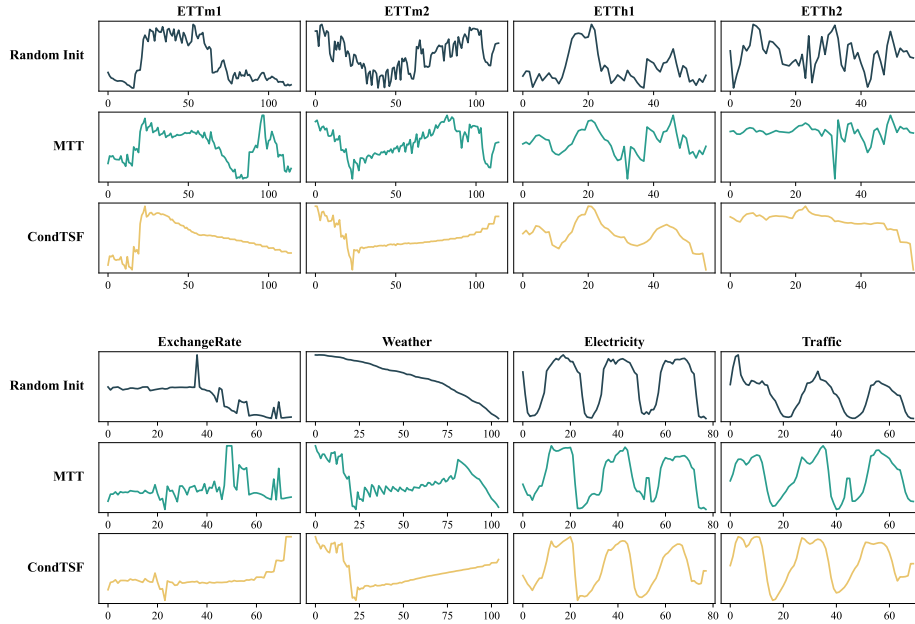 ETTm1 ETTm2 ETTh1 ETTh2
Random Init
0 50 100 0 50 100 0 20 40 0 20 40
MTT
0 50 100 0 50 100 0 20 40 0 20 40
CondTSF
0 50 100 0 50 100 0 20 40 0 20 40
ExchangeRate Weather Electricity Traffic
Random Init
0 20 40 60 0 25 50 75 100 0 20 40 60 80 0 20 40 60
MTT
0 20 40 60 0 25 50 75 100 0 20 40 60 80 0 20 40 60
CondTSF
0 20 40 60 0 25 50 75 100 0 20 40 60 80 0 20 40 60